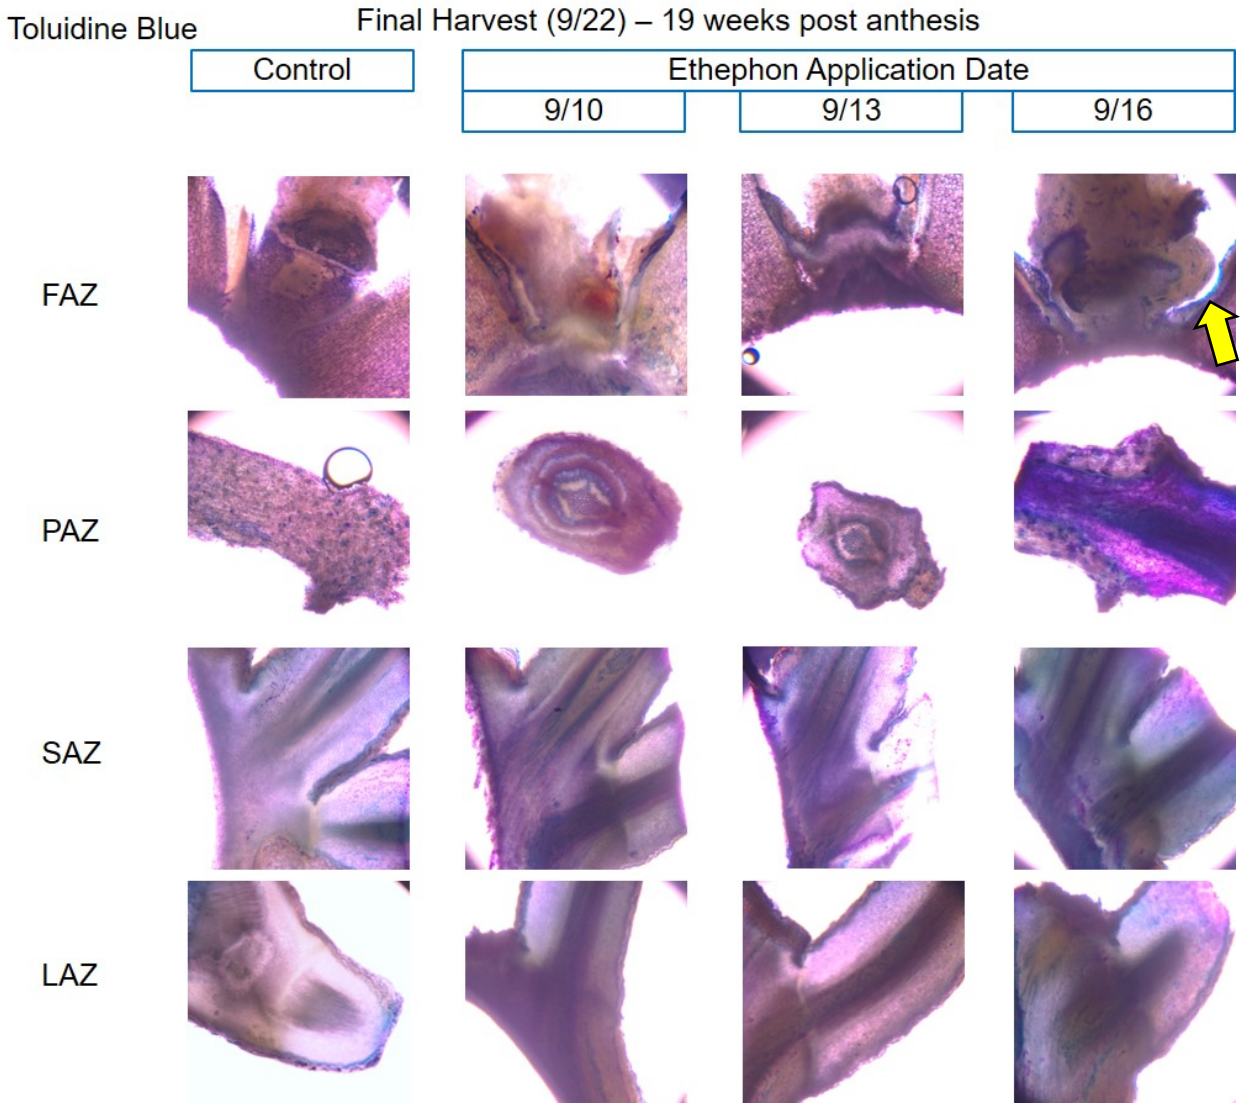 Toluidine Blue
Final Harvest (9/22) – 19 weeks post anthesis
Control
Ethephon Application Date
9/10
9/13
9/16
FAZ
PAZ
SAZ
LAZ